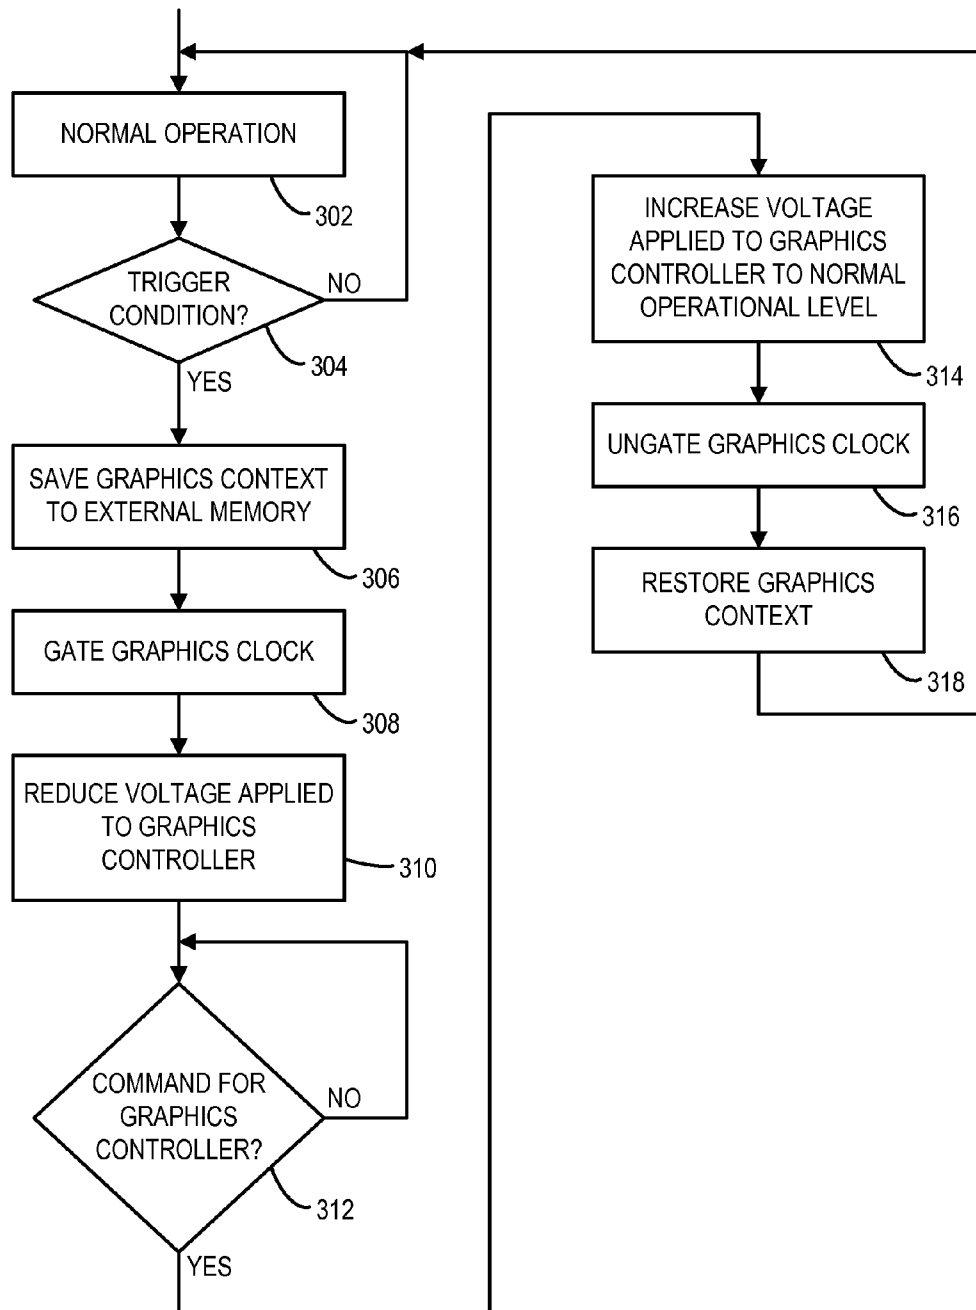 NORMAL OPERATION
302
TRIGGER
CONDITION?
NO
304
YES
SAVE GRAPHICS CONTEXT
TO EXTERNAL MEMORY
306
GATE GRAPHICS CLOCK
308
REDUCE VOLTAGE APPLIED
TO GRAPHICS
CONTROLLER
310
COMMAND FOR
GRAPHICS
CONTROLLER?
NO
312
YES
INCREASE VOLTAGE
APPLIED TO GRAPHICS
CONTROLLER TO NORMAL
OPERATIONAL LEVEL
314
UNGATE GRAPHICS CLOCK
316
RESTORE GRAPHICS
CONTEXT
318